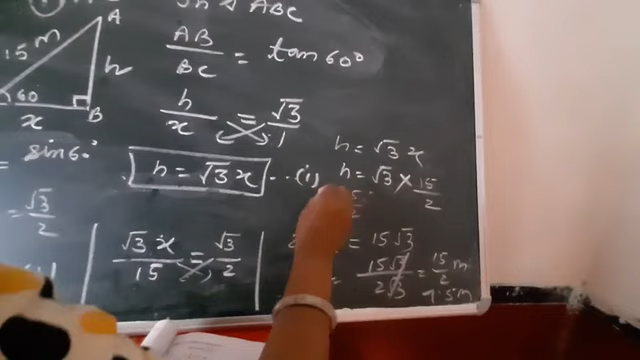 In Δ ABC
A
15 m
h
60
x
B
AB/BC = tan 60°
h/x = √3/1
= sin 60°
h = √3 x ... (i)
= √3/2
√3 x/15 = √3/2
h = √3 x
h = √3 × 15/2
= 15√3
= 15√3/2√3 = 15/2 m
7.5m